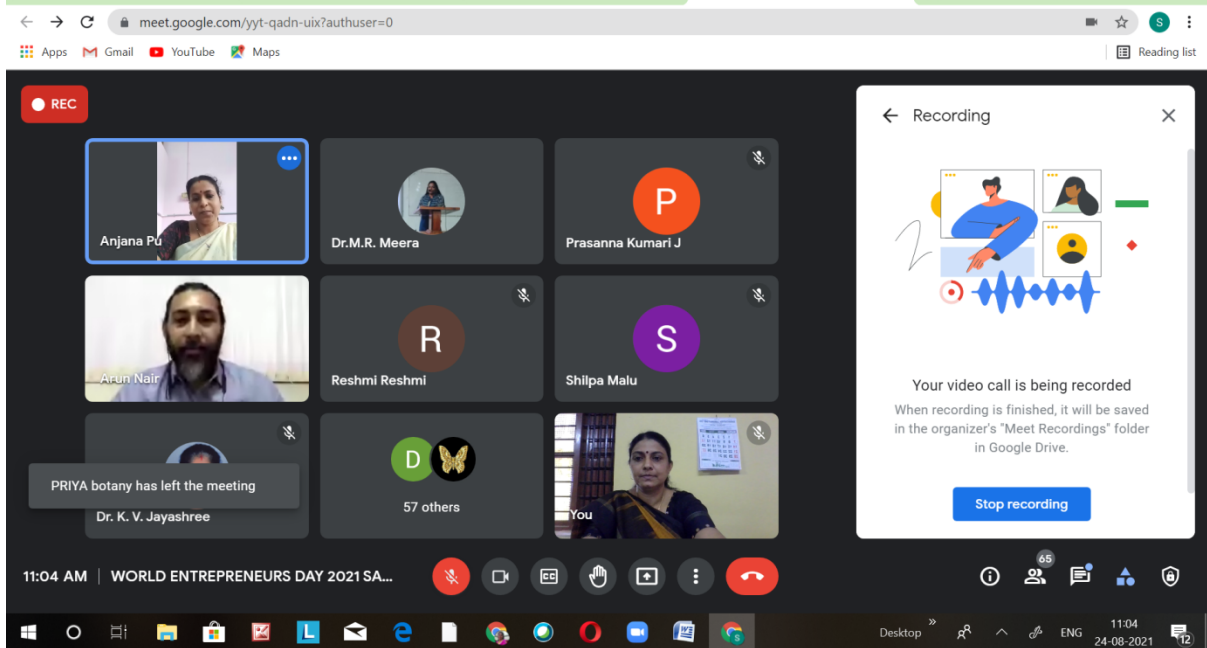 meet.google.com/yyt-qadn-uix?authuser=0
S
Apps Gmail YouTube Maps
Reading list
REC
Recording
Anjana Pu
Dr.M.R. Meera
P
Prasanna Kumari J
Arun Nair
R
Reshmi Reshmi
S
Shilpa Malu
PRIYA botany has left the meeting
Dr. K. V. Jayashree
D
57 others
You
Your video call is being recorded
When recording is finished, it will be saved
in the organizer's "Meet Recordings" folder
in Google Drive.
Stop recording
11:04 AM | WORLD ENTREPRENEURS DAY 2021 SA...
CC
65
L
W
Desktop
ENG
11:04
24-08-2021
12